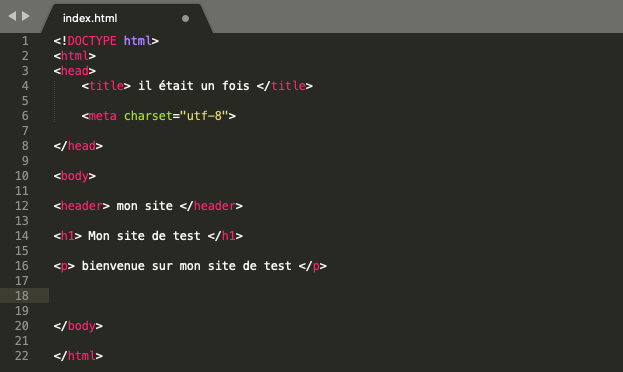 index.html
1 <!DOCTYPE html>
2 <html>
3 <head>
4 <title> il était un fois </title>
5
6 <meta charset="utf-8">
7
8 </head>
9
10 <body>
11
12 <header> mon site </header>
13
14 <h1> Mon site de test </h1>
15
16 <p> bienvenue sur mon site de test </p>
17
18
19
20 </body>
21
22 </html>